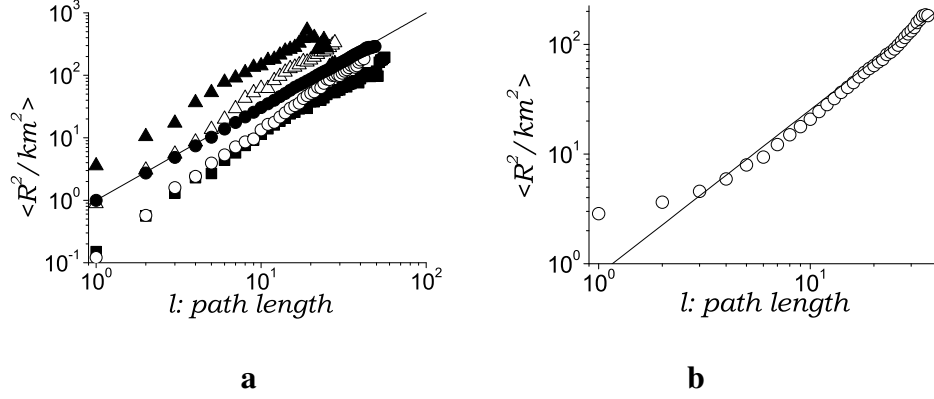 10³
10²
10¹
10⁰
10⁻¹
<R²/km²>
10⁰ 10¹ 10²
l: path length
a
10²
10¹
10⁰
<R²/km²>
10⁰ 10¹
l: path length
b